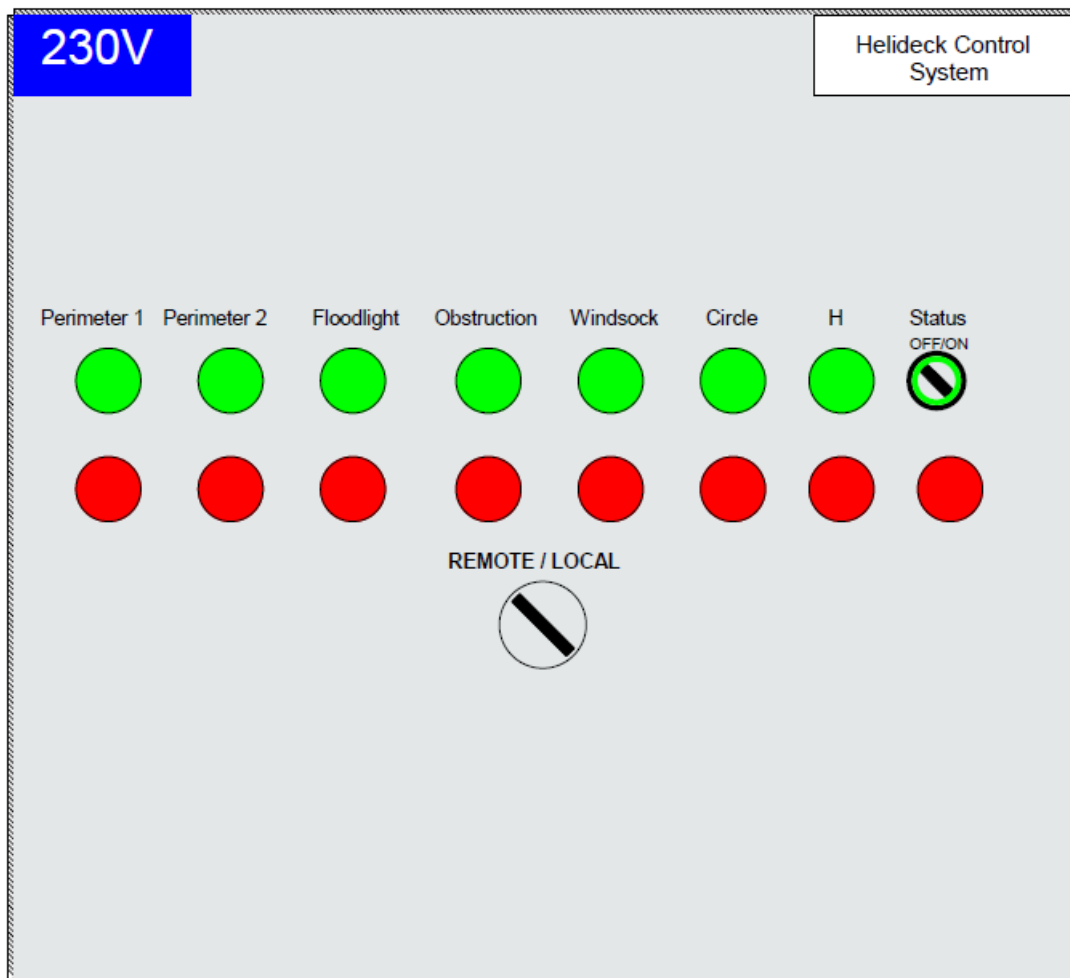 230V
Helideck Control
System
Perimeter 1 Perimeter 2 Floodlight Obstruction Windsock Circle H Status
OFF/ON
REMOTE / LOCAL